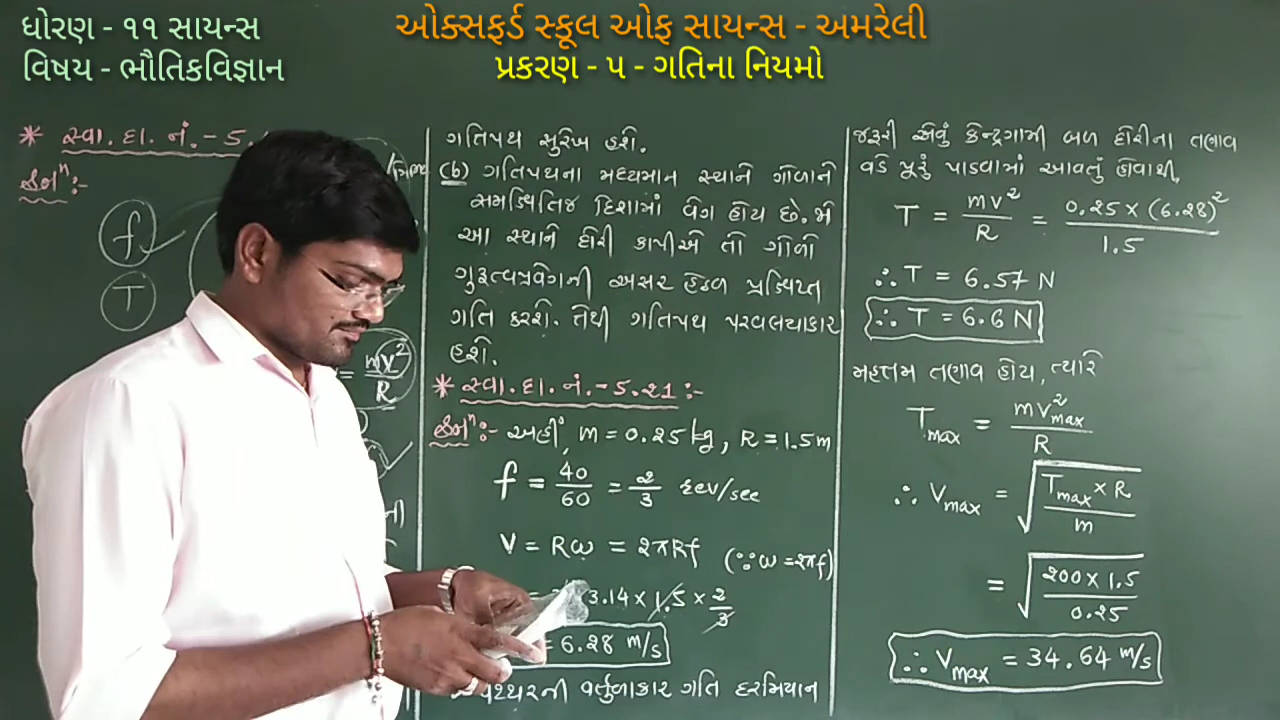 ધોરણ - ૧૧ સાયન્સ
વિષય - ભૌતિકવિજ્ઞાન
ઓક્સફર્ડ સ્કૂલ ઓફ સાયન્સ - અમરેલી
પ્રકરણ - ૫ - ગતિના નિયમો
* સ્વા. દા. નં. - 5.
f
T
= mv²/R
ગતિપથ સુરેખ હશે.
(b) ગતિપથના મધ્યમાન સ્થાને ગોળાને
સમક્ષિતિજ દિશામાં વેગ હોય છે. જો
આ સ્થાને દોરી કાપીએ તો ગોળો
ગુરુત્વપ્રવેગની અસર હેઠળ પ્રક્ષિપ્ત
ગતિ કરશે. તેથી ગતિપથ પરવલયાકાર
હશે.
* સ્વા. દા. નં. - 5.21 :-
અહીં, m = 0.25 kg, R = 1.5m
f = 40/60 = 2/3 rev/sec
V = Rω = 2πRf (∵ω = 2πf)
3.14 × 1.5 × 2/3
= 6.28 m/s
પથ્થરની વર્તુળાકાર ગતિ દરમિયાન
જરૂરી એવું કેન્દ્રગામી બળ દોરીના તણાવ
વડે પૂરું પાડવામાં આવતું હોવાથી,
T = mv²/R = 0.25 × (6.28)²/1.5
∴ T = 6.57 N
∴ T = 6.6 N
મહત્તમ તણાવ હોય, ત્યારે
Tmax = mv²max/R
∴ Vmax = √(Tmax × R/m)
= √(200 × 1.5/0.25)
∴ Vmax = 34.64 m/s